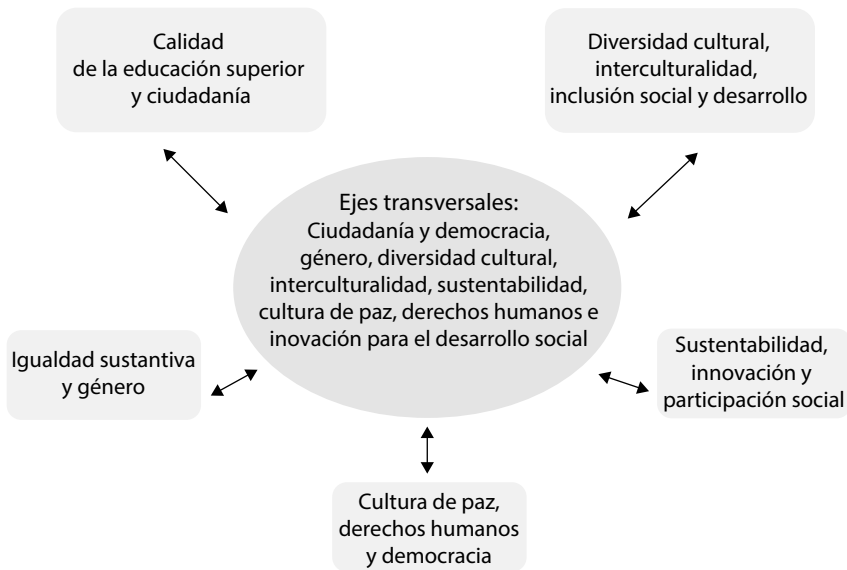 Calidad
de la educación superior
y ciudadanía
Diversidad cultural,
interculturalidad,
inclusión social y desarrollo
Ejes transversales:
Ciudadanía y democracia,
género, diversidad cultural,
interculturalidad, sustentabilidad,
cultura de paz, derechos humanos e
inovación para el desarrollo social
Igualdad sustantiva
y género
Sustentabilidad,
innovación y
participación social
Cultura de paz,
derechos humanos
y democracia